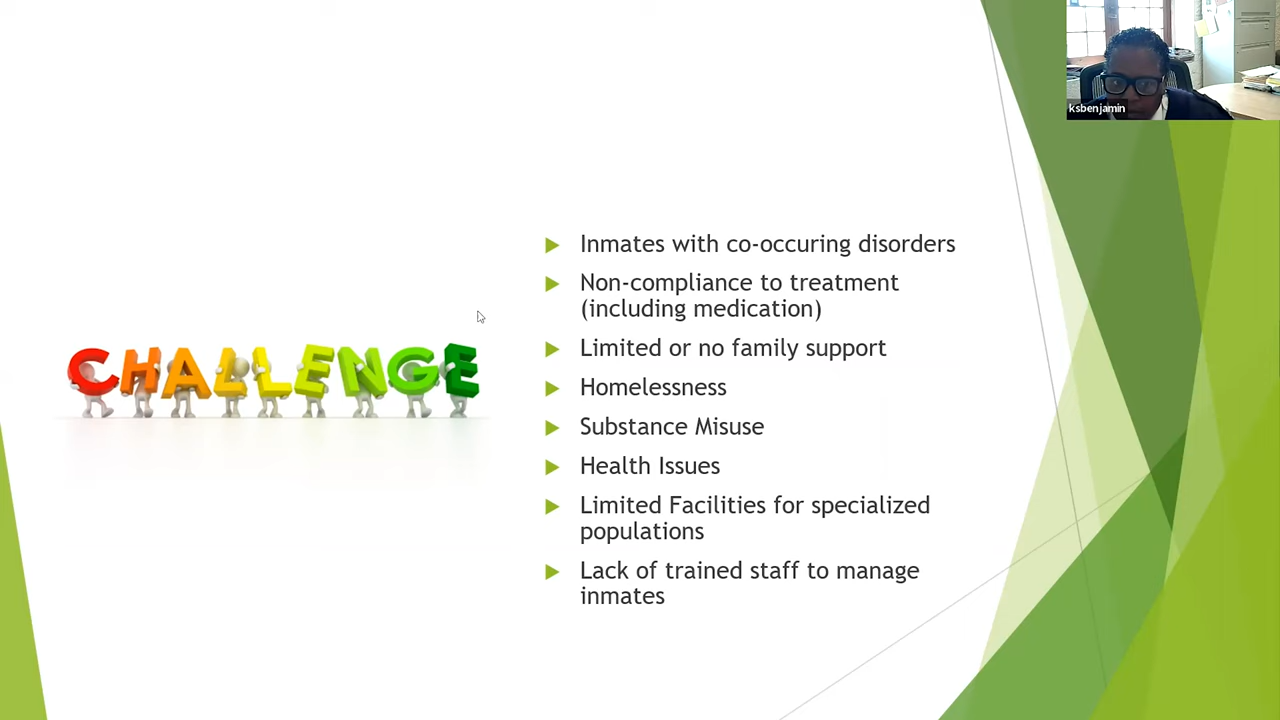 ksbenjamin
CHALLENGE
Inmates with co-occuring disorders
Non-compliance to treatment
(including medication)
Limited or no family support
Homelessness
Substance Misuse
Health Issues
Limited Facilities for specialized
populations
Lack of trained staff to manage
inmates